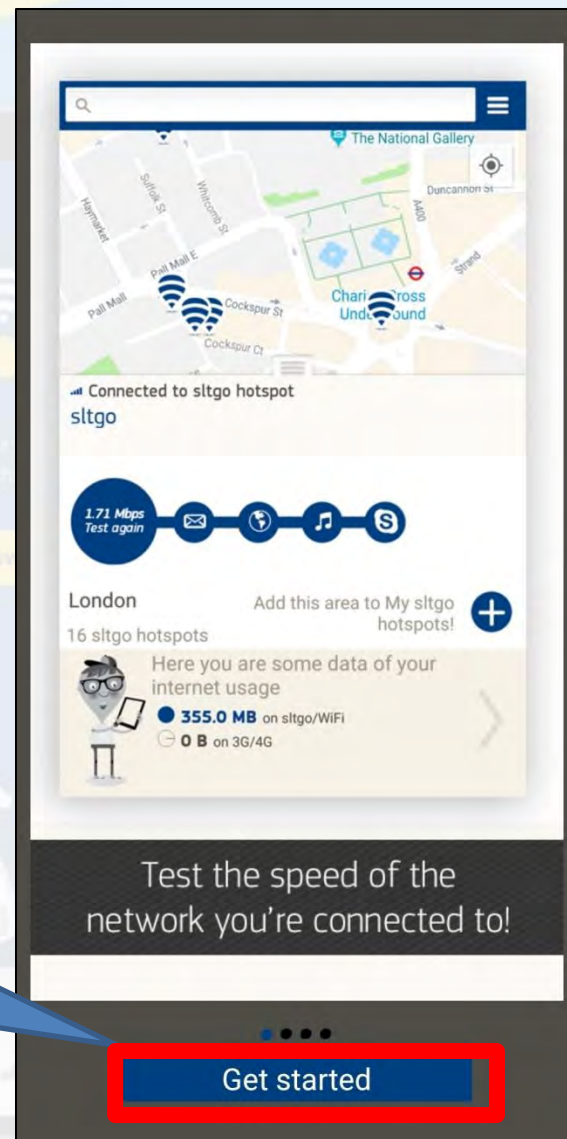 The National Gallery
Duncannon St
Suffolk St
Whitcomb St
Haymarket
A400
Strand
Pall Mall E
Pall Mall
Cockspur St
Cockspur Ct
Connected to sltgo hotspot
sltgo
1.71 Mbps
Test again
London
Add this area to My sltgo
hotspots!
16 sltgo hotspots
Here you are some data of your
internet usage
355.0 MB on sltgo/WiFi
0 B on 3G/4G
Test the speed of the
network you're connected to!
Get started